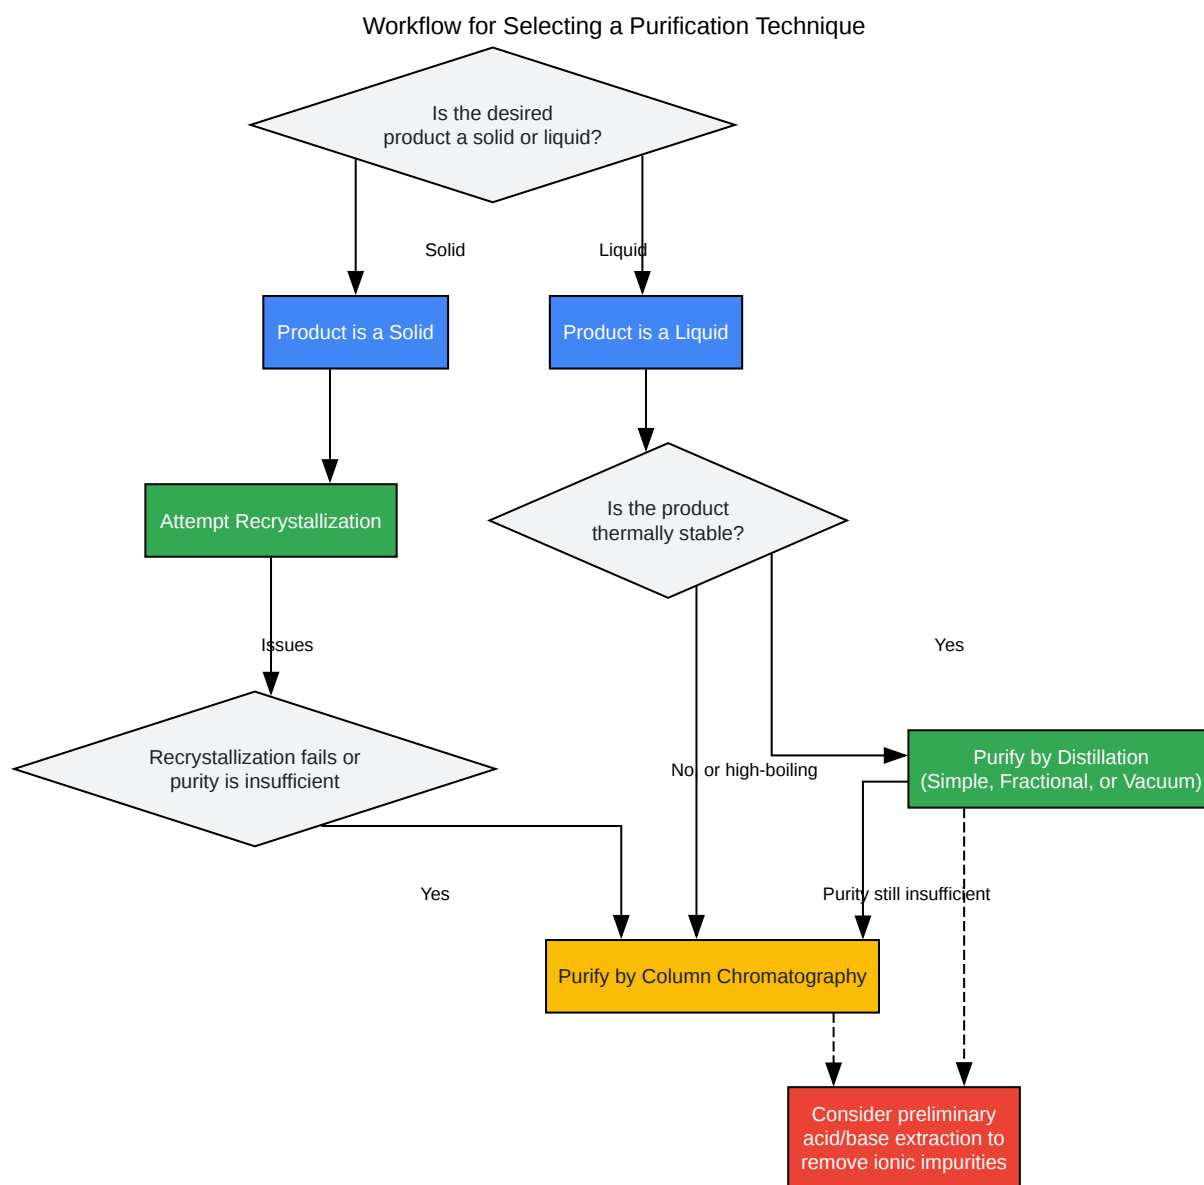 Workflow for Selecting a Purification Technique
Is the desired
product a solid or liquid?
Solid
Liquid
Product is a Solid
Product is a Liquid
Is the product
thermally stable?
Attempt Recrystallization
Issues
Yes
Recrystallization fails or
purity is insufficient
No, or high-boiling
Purify by Distillation
(Simple, Fractional, or Vacuum)
Yes
Purity still insufficient
Purify by Column Chromatography
Consider preliminary
acid/base extraction to
remove ionic impurities